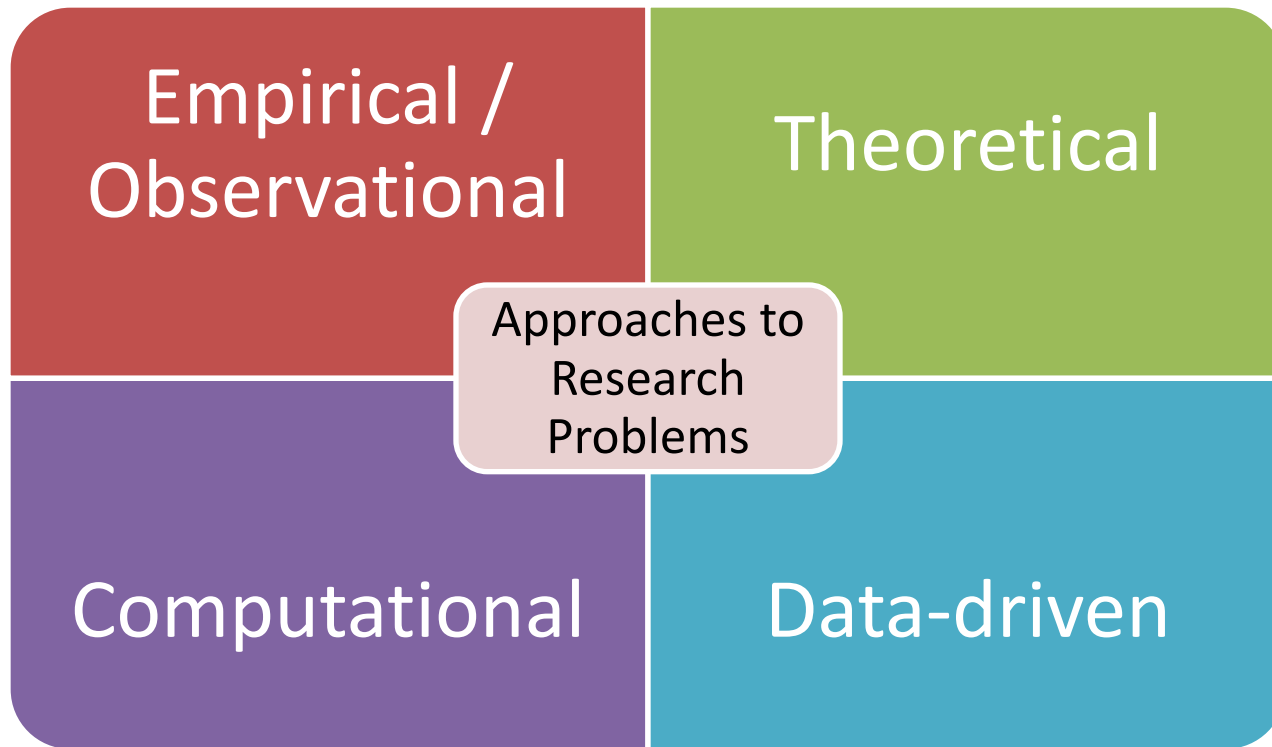 Empirical /
Observational
Theoretical
Approaches to
Research
Problems
Computational
Data-driven